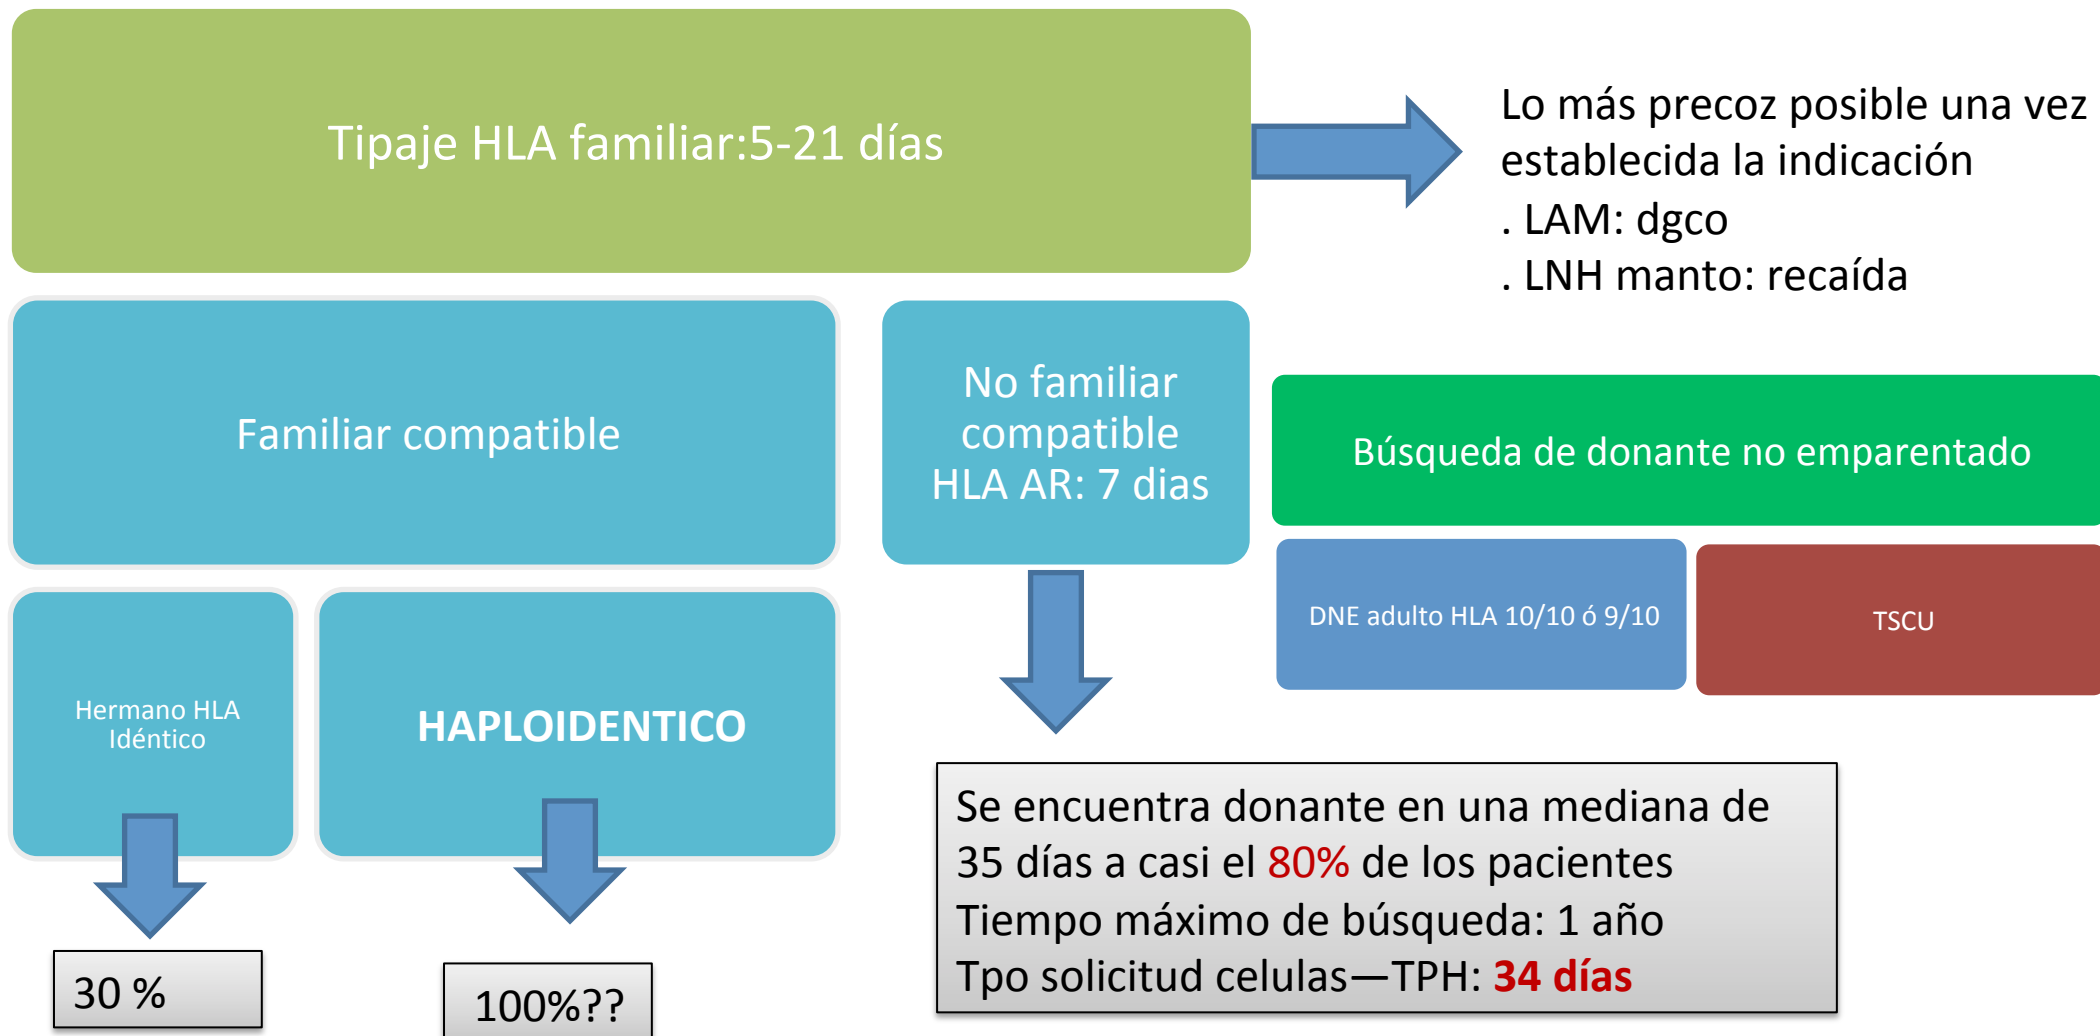 Tipaje HLA familiar:5-21 días
Lo más precoz posible una vez
establecida la indicación
. LAM: dgco
. LNH manto: recaída
Familiar compatible
No familiar
compatible
HLA AR: 7 dias
Búsqueda de donante no emparentado
DNE adulto HLA 10/10 ó 9/10
TSCU
Hermano HLA
Idéntico
HAPLOIDENTICO
Se encuentra donante en una mediana de
35 días a casi el 80% de los pacientes
Tiempo máximo de búsqueda: 1 año
Tpo solicitud celulas—TPH: 34 días
30 %
100%??